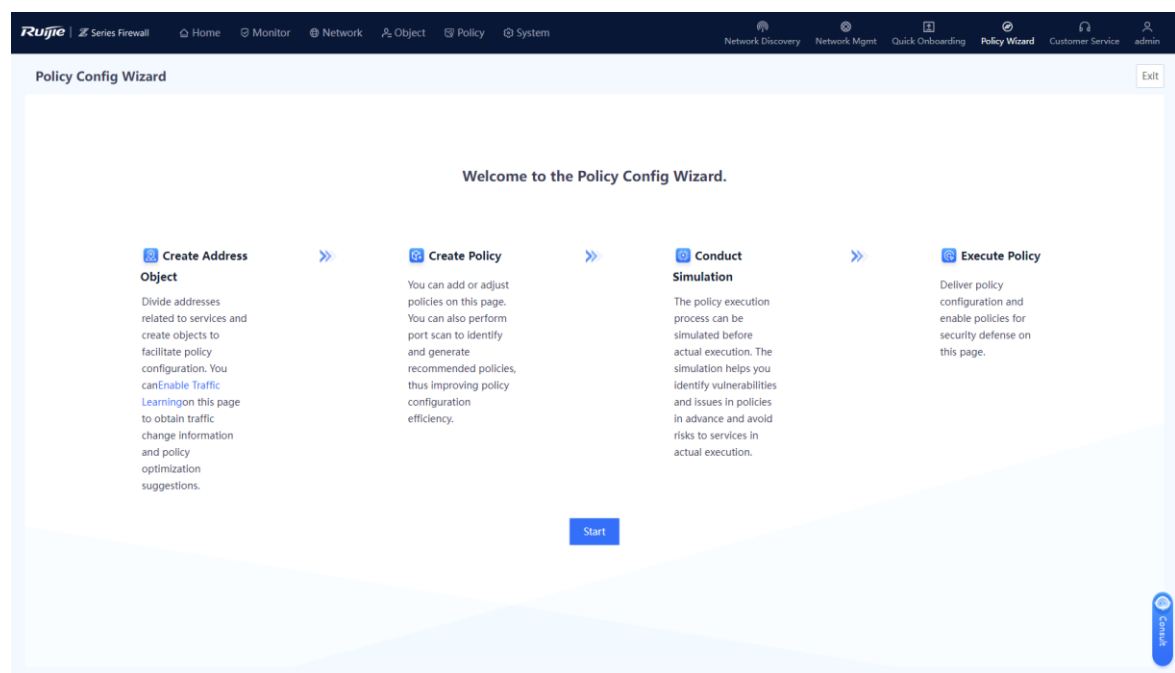 Ruijie | Z Series Firewall Home Monitor Network Object Policy System Network Discovery Network Mgmt Quick Onboarding Policy Wizard Customer Service admin
Policy Config Wizard Exit
Welcome to the Policy Config Wizard.
Create Address
Object
Divide addresses
related to services and
create objects to
facilitate policy
configuration. You
canEnable Traffic
Learningon this page
to obtain traffic
change information
and policy
optimization
suggestions.
Create Policy
You can add or adjust
policies on this page.
You can also perform
port scan to identify
and generate
recommended policies,
thus improving policy
configuration
efficiency.
Conduct
Simulation
The policy execution
process can be
simulated before
actual execution. The
simulation helps you
identify vulnerabilities
and issues in policies
in advance and avoid
risks to services in
actual execution.
Execute Policy
Deliver policy
configuration and
enable policies for
security defense on
this page.
Start
Consult